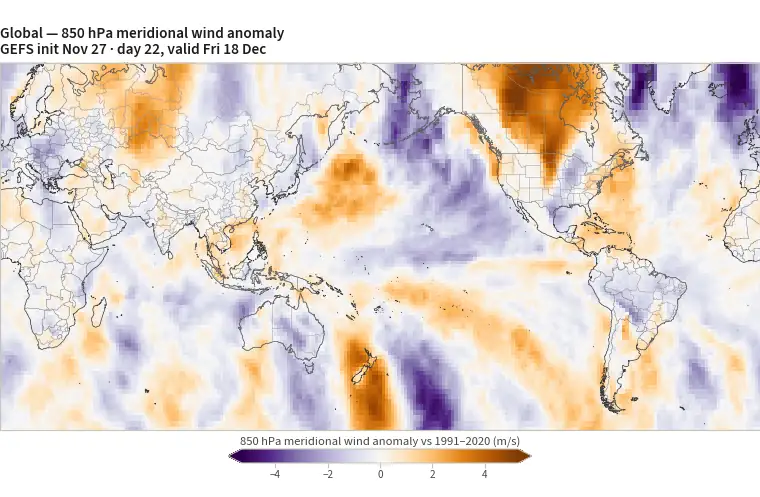 Global — 850 hPa meridional wind anomaly
GEFS init Nov 27 · day 22, valid Fri 18 Dec
850 hPa meridional wind anomaly vs 1991–2020 (m/s)
−4 −2 0 2 4